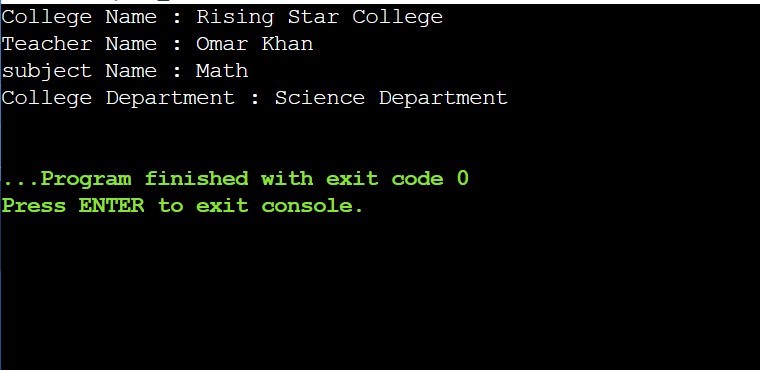 College Name : Rising Star College
Teacher Name : Omar Khan
subject Name : Math
College Department : Science Department
...Program finished with exit code 0
Press ENTER to exit console.